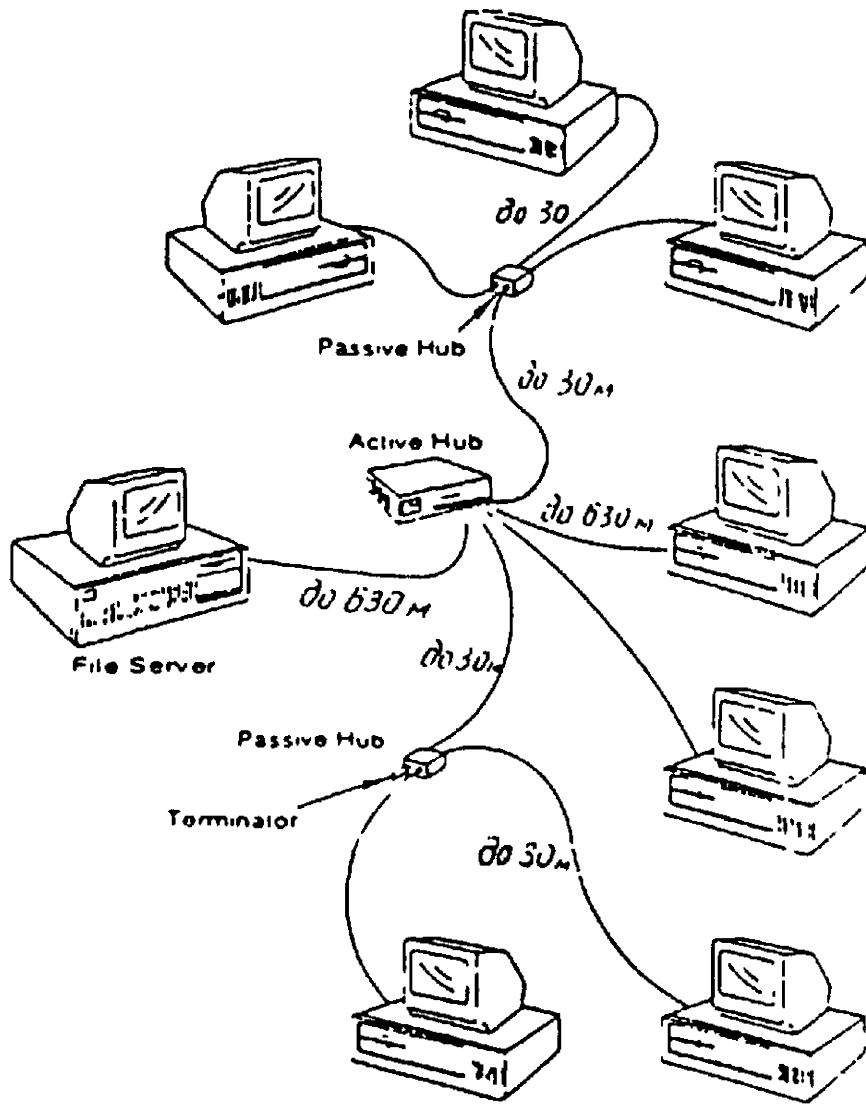 до 30
Passive Hub
до 30м
Active Hub
до 630м
до 630м
File Server
до 30м
Passive Hub
Terminator
до 30м